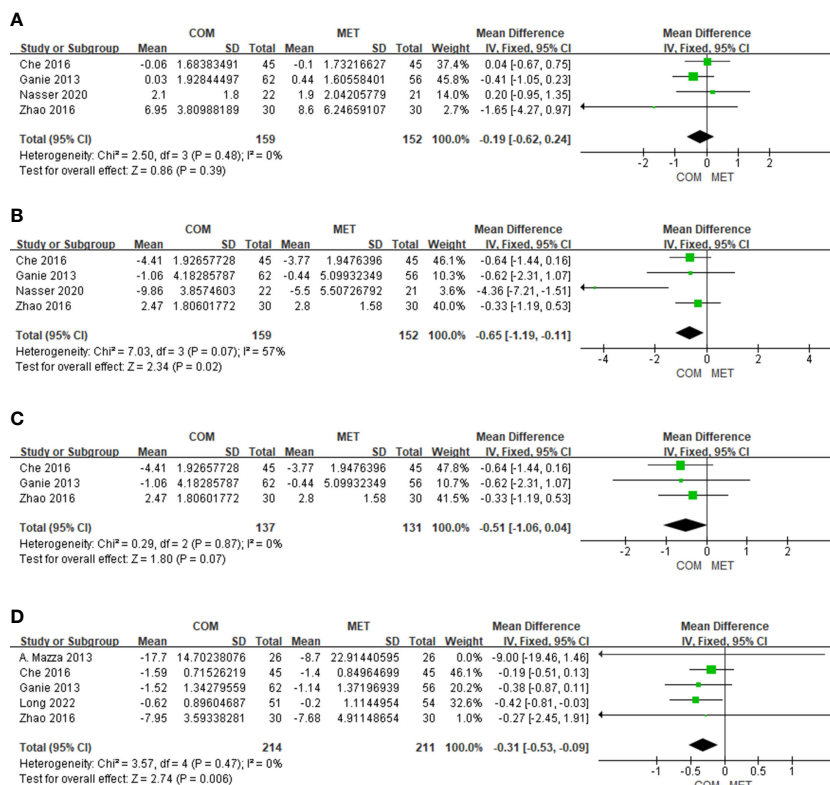 A
COM MET Mean Difference Mean Difference
Study or Subgroup Mean SD Total Mean SD Total Weight IV, Fixed, 95% CI IV, Fixed, 95% CI
Che 2016 -0.06 1.68383491 45 -0.1 1.73216627 45 37.4% 0.04 [-0.67, 0.75]
Ganie 2013 0.03 1.92844497 62 0.44 1.60558401 56 45.8% -0.41 [-1.05, 0.23]
Nasser 2020 2.1 1.8 22 1.9 2.04205779 21 14.0% 0.20 [-0.95, 1.35]
Zhao 2016 6.95 3.80988189 30 8.6 6.24659107 30 2.7% -1.65 [-4.27, 0.97]
Total (95% CI) 159 152 100.0% -0.19 [-0.62, 0.24]
Heterogeneity: Chi² = 2.50, df = 3 (P = 0.48); I² = 0%
Test for overall effect: Z = 0.86 (P = 0.39)
-2 -1 0 1 2
COM MET
B
COM MET Mean Difference Mean Difference
Study or Subgroup Mean SD Total Mean SD Total Weight IV, Fixed, 95% CI IV, Fixed, 95% CI
Che 2016 -4.41 1.92657728 45 -3.77 1.9476396 45 46.1% -0.64 [-1.44, 0.16]
Ganie 2013 -1.06 4.18285787 62 -0.44 5.09932349 56 10.3% -0.62 [-2.31, 1.07]
Nasser 2020 -9.86 3.8574603 22 -5.5 5.50726792 21 3.6% -4.36 [-7.21, -1.51]
Zhao 2016 2.47 1.80601772 30 2.8 1.58 30 40.0% -0.33 [-1.19, 0.53]
Total (95% CI) 159 152 100.0% -0.65 [-1.19, -0.11]
Heterogeneity: Chi² = 7.03, df = 3 (P = 0.07); I² = 57%
Test for overall effect: Z = 2.34 (P = 0.02)
-4 -2 0 2 4
COM MET
C
COM MET Mean Difference Mean Difference
Study or Subgroup Mean SD Total Mean SD Total Weight IV, Fixed, 95% CI IV, Fixed, 95% CI
Che 2016 -4.41 1.92657728 45 -3.77 1.9476396 45 47.8% -0.64 [-1.44, 0.16]
Ganie 2013 -1.06 4.18285787 62 -0.44 5.09932349 56 10.7% -0.62 [-2.31, 1.07]
Zhao 2016 2.47 1.80601772 30 2.8 1.58 30 41.5% -0.33 [-1.19, 0.53]
Total (95% CI) 137 131 100.0% -0.51 [-1.06, 0.04]
Heterogeneity: Chi² = 0.29, df = 2 (P = 0.87); I² = 0%
Test for overall effect: Z = 1.80 (P = 0.07)
-2 -1 0 1 2
COM MET
D
COM MET Mean Difference Mean Difference
Study or Subgroup Mean SD Total Mean SD Total Weight IV, Fixed, 95% CI IV, Fixed, 95% CI
A. Mazza 2013 -17.7 14.70238076 26 -8.7 22.91440595 26 0.0% -9.00 [-19.46, 1.46]
Che 2016 -1.59 0.71526219 45 -1.4 0.84964699 45 46.1% -0.19 [-0.51, 0.13]
Ganie 2013 -1.52 1.34279559 62 -1.14 1.37196939 56 20.2% -0.38 [-0.87, 0.11]
Long 2022 -0.62 0.89604687 51 -0.2 1.1144954 54 32.4% -0.42 [-0.81, -0.03]
Zhao 2016 -7.95 3.59338281 30 -7.68 4.91148654 30 1.0% -0.27 [-2.45, 1.91]
Total (95% CI) 214 211 100.0% -0.31 [-0.53, -0.09]
Heterogeneity: Chi² = 3.57, df = 4 (P = 0.47); I² = 0%
Test for overall effect: Z = 2.74 (P = 0.006)
-1 -0.5 0 0.5 1
COM MET